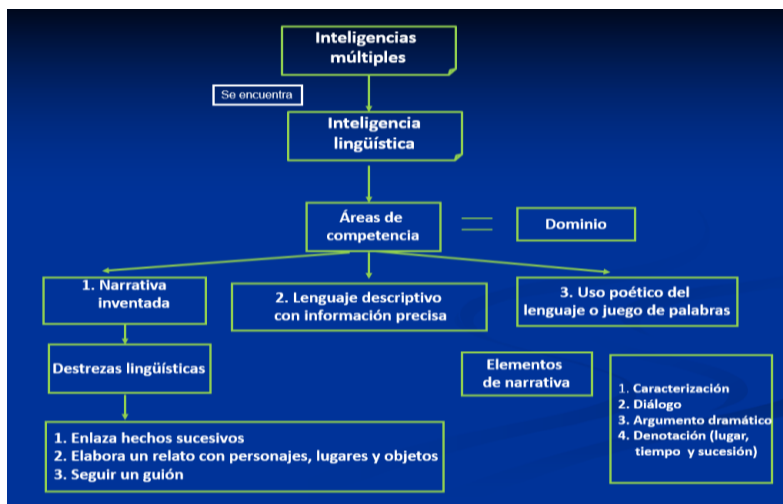 Inteligencias
múltiples
Se encuentra
Inteligencia
lingüística
Áreas de
competencia
Dominio
1. Narrativa
inventada
2. Lenguaje descriptivo
con información precisa
3. Uso poético del
lenguaje o juego de palabras
Destrezas lingüísticas
Elementos
de narrativa
1. Caracterización
2. Diálogo
3. Argumento dramático
4. Denotación (lugar,
tiempo y sucesión)
1. Enlaza hechos sucesivos
2. Elabora un relato con personajes, lugares y objetos
3. Seguir un guión